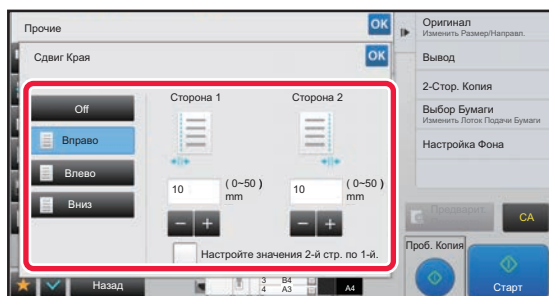 Прочие
OK
Сдвиг Края
OK
Off
Вправо
Влево
Вниз
Сторона 1
Сторона 2
10
( 0~50 )
mm
10
( 0~50 )
mm
Настройте значения 2-й стр. по 1-й.
Назад
3 B4
4 A3
A4
Оригинал
Изменить Размер/Направл.
Вывод
2-Стор. Копия
Выбор Бумаги
Изменить Лоток Подачи Бумаги
Настройка Фона
Предварит.
CA
Проб. Копия
Старт